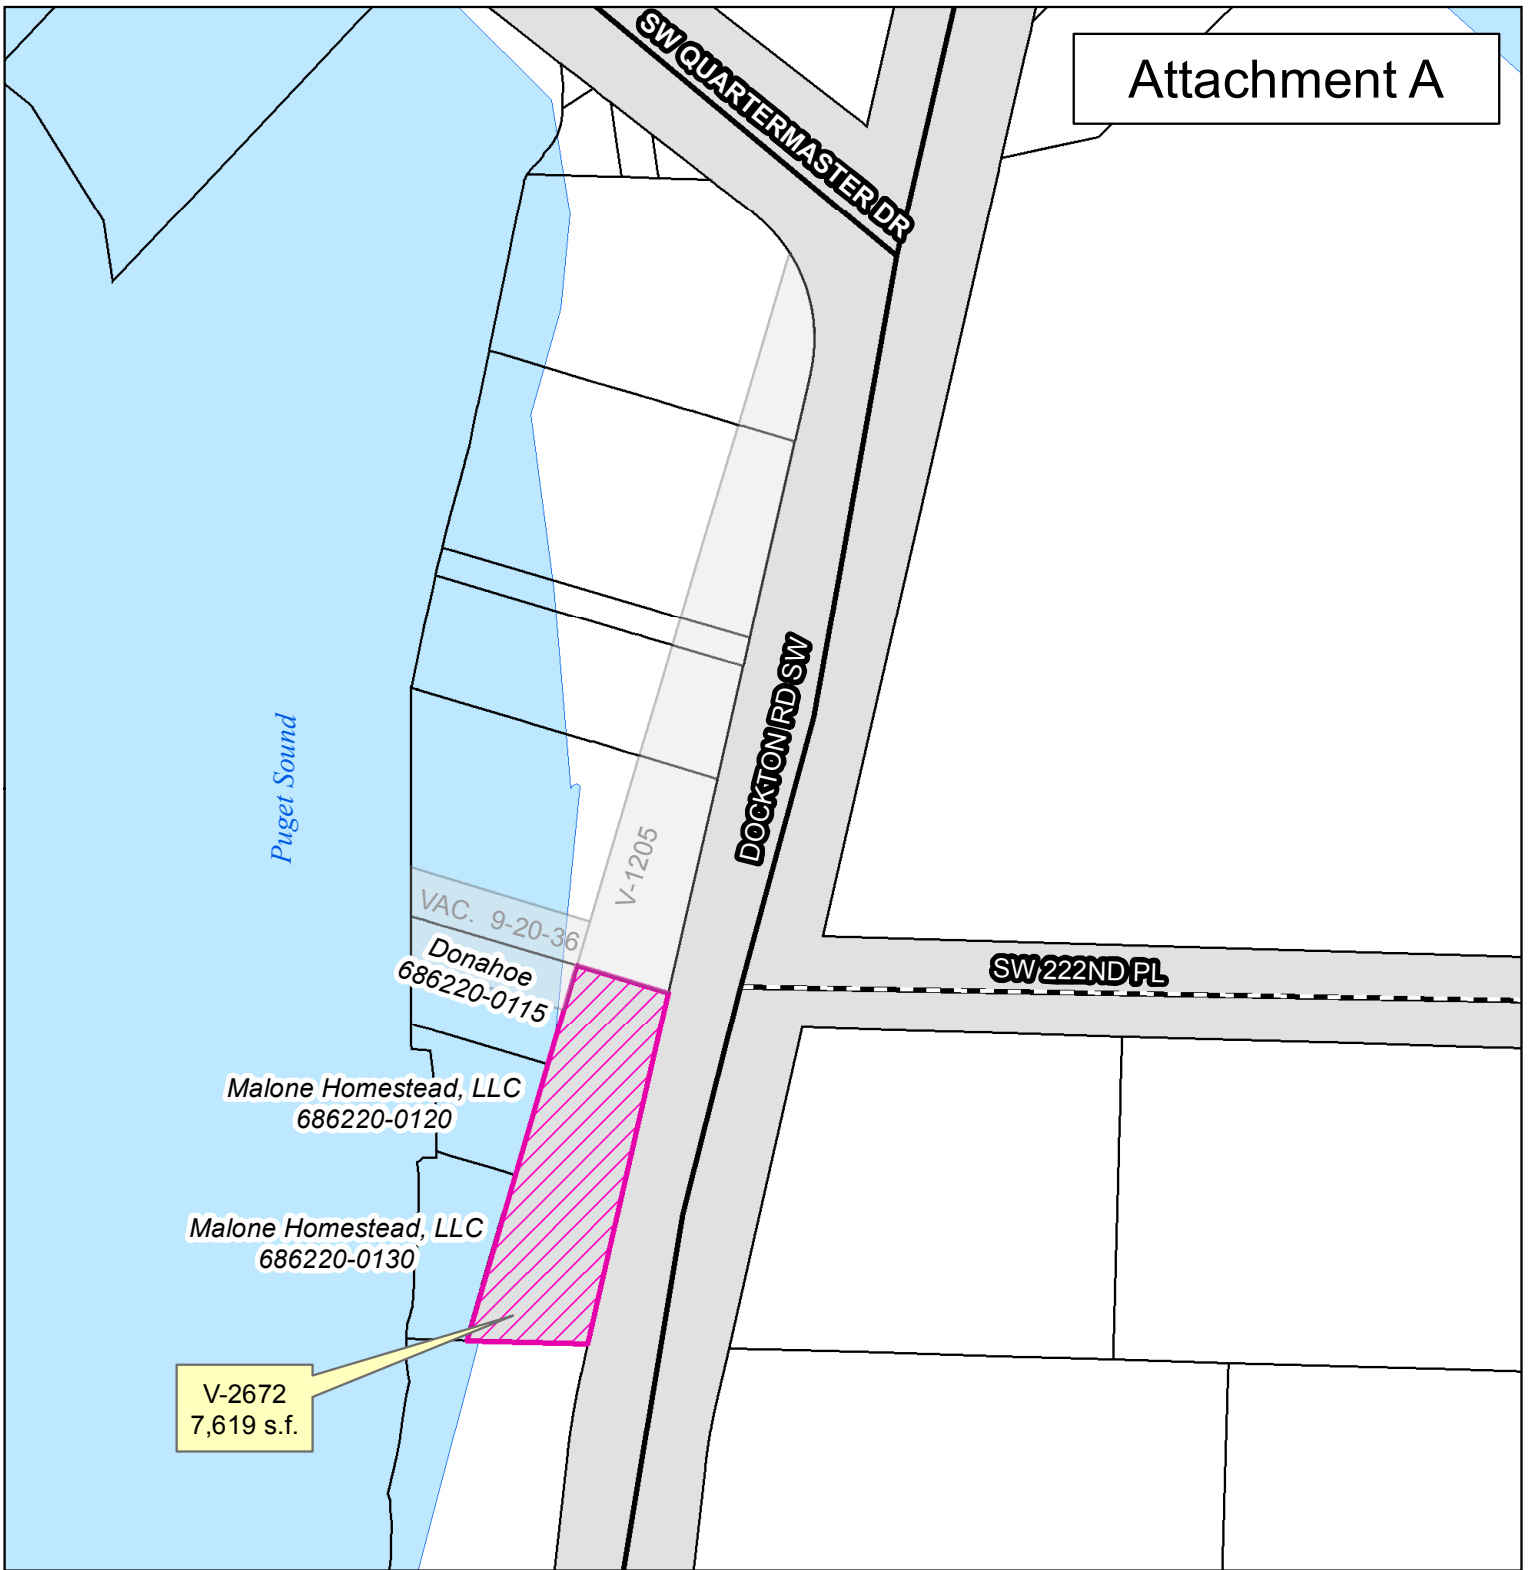 Attachment A
SW QUARTERMASTER DR
DOCKTON RD SW
Puget Sound
V-1205
VAC. 9-20-36
Donahoe
686220-0115
SW 222ND PL
Malone Homestead, LLC
686220-0120
Malone Homestead, LLC
686220-0130
V-2672
7,619 s.f.